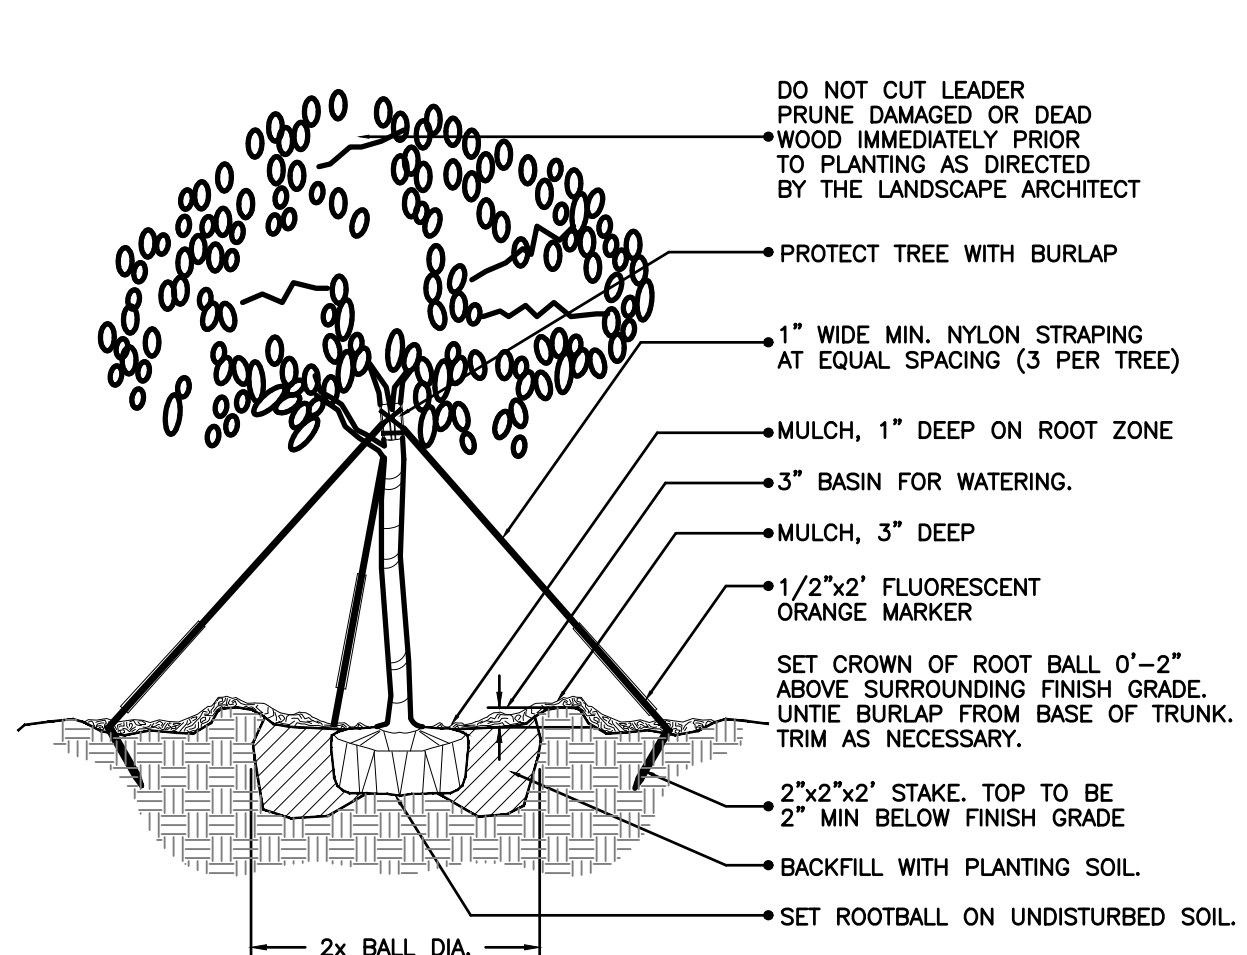 DO NOT CUT LEADER
PRUNE DAMAGED OR DEAD
WOOD IMMEDIATELY PRIOR
TO PLANTING AS DIRECTED
BY THE LANDSCAPE ARCHITECT
PROTECT TREE WITH BURLAP
1" WIDE MIN. NYLON STRAPING
AT EQUAL SPACING (3 PER TREE)
MULCH, 1" DEEP ON ROOT ZONE
3" BASIN FOR WATERING.
MULCH, 3" DEEP
1/2"x2' FLUORESCENT
ORANGE MARKER
SET CROWN OF ROOT BALL 0'-2"
ABOVE SURROUNDING FINISH GRADE.
UNTIE BURLAP FROM BASE OF TRUNK.
TRIM AS NECESSARY.
2"x2"x2' STAKE. TOP TO BE
2" MIN BELOW FINISH GRADE
BACKFILL WITH PLANTING SOIL.
SET ROOTBALL ON UNDISTURBED SOIL.
2x BALL DIA.